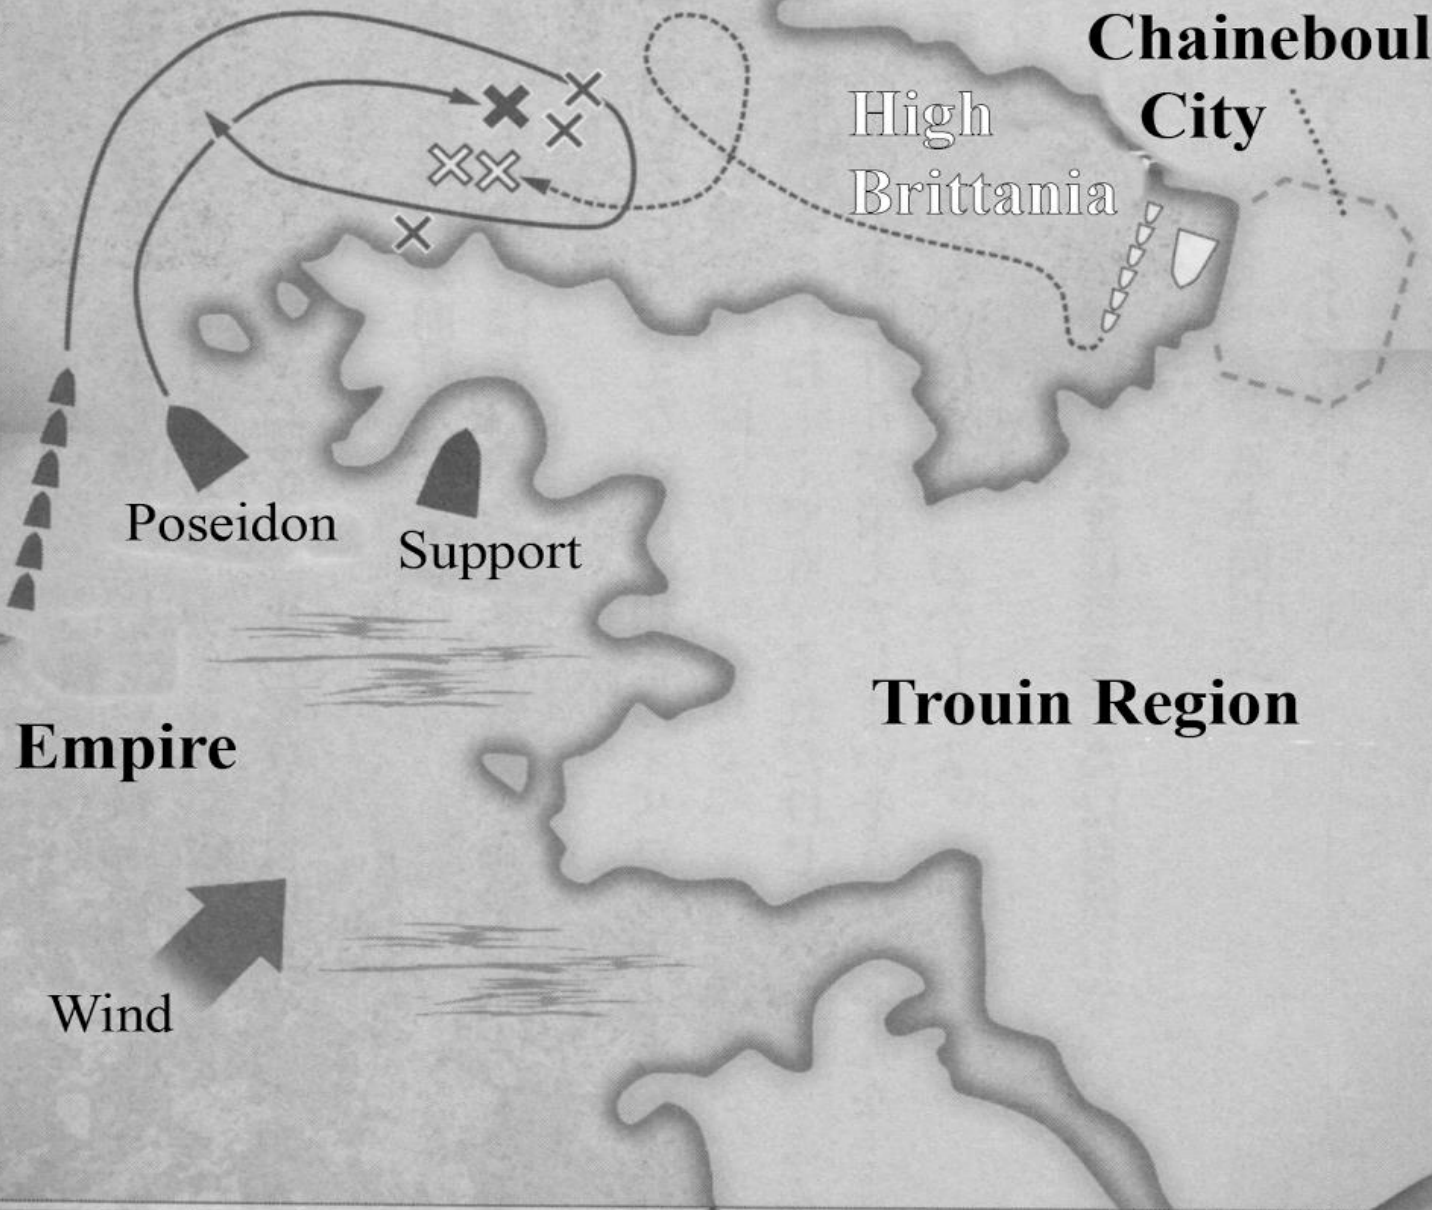 Chaineboul
City
High
Brittania
Poseidon
Support
Trouin Region
Empire
Wind